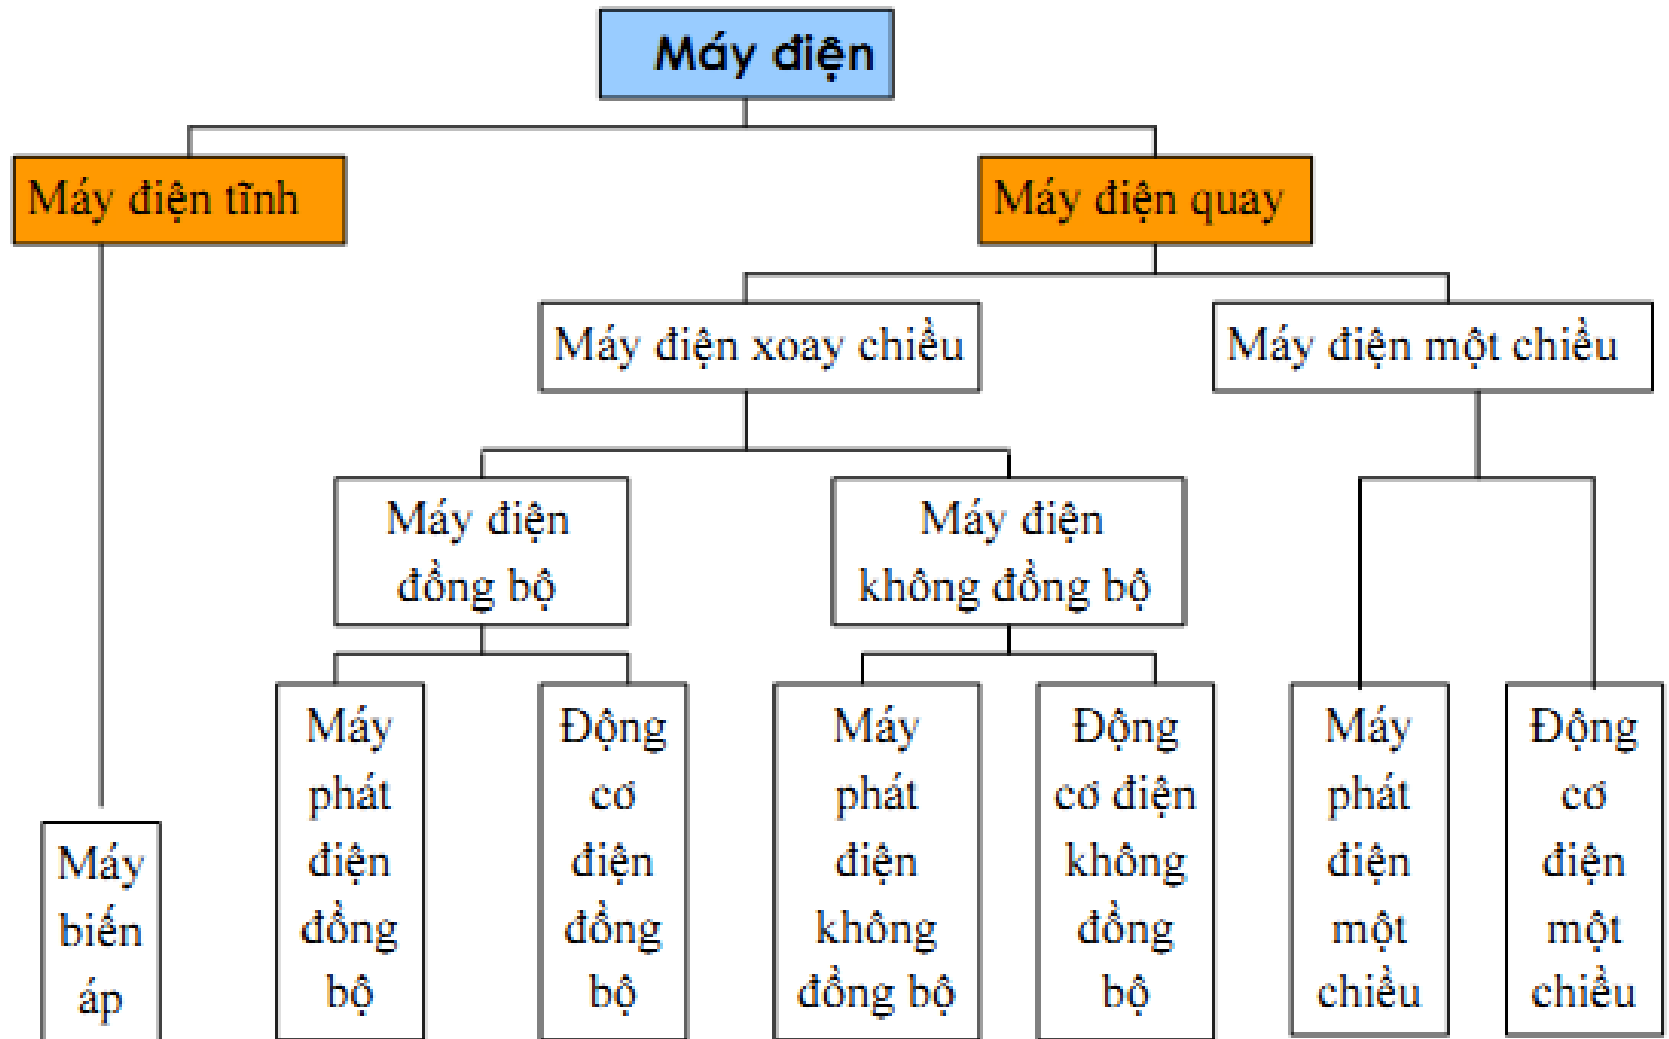 Máy điện
Máy điện tĩnh
Máy điện quay
Máy điện xoay chiều
Máy điện một chiều
Máy điện
đồng bộ
Máy điện
không đồng bộ
Máy
biến
áp
Máy
phát
điện
đồng
bộ
Động
cơ
điện
đồng
bộ
Máy
phát
điện
không
đồng bộ
Động
cơ điện
không
đồng
bộ
Máy
phát
điện
một
chiều
Động
cơ
điện
một
chiều